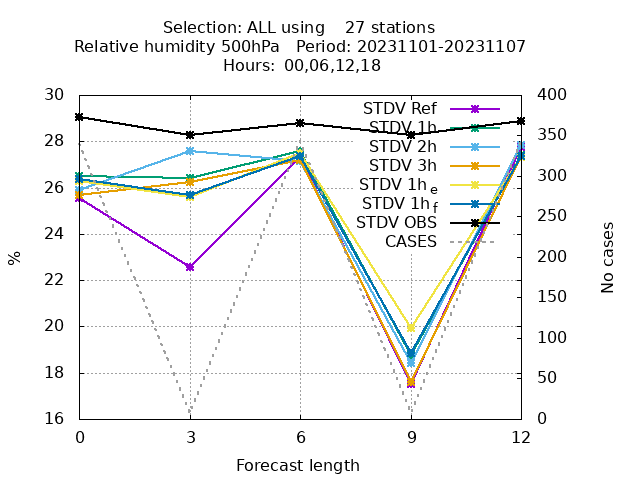 Selection: ALL using    27 stations
Relative humidity 500hPa   Period: 20231101-20231107
Hours: 00,06,12,18
30
28
26
24
22
20
18
16
%
STDV Ref
STDV 1h
STDV 2h
STDV 3h
STDV 1h e
STDV 1h f
STDV OBS
CASES
400
350
300
250
200
150
100
50
0
No cases
0 3 6 9 12
Forecast length